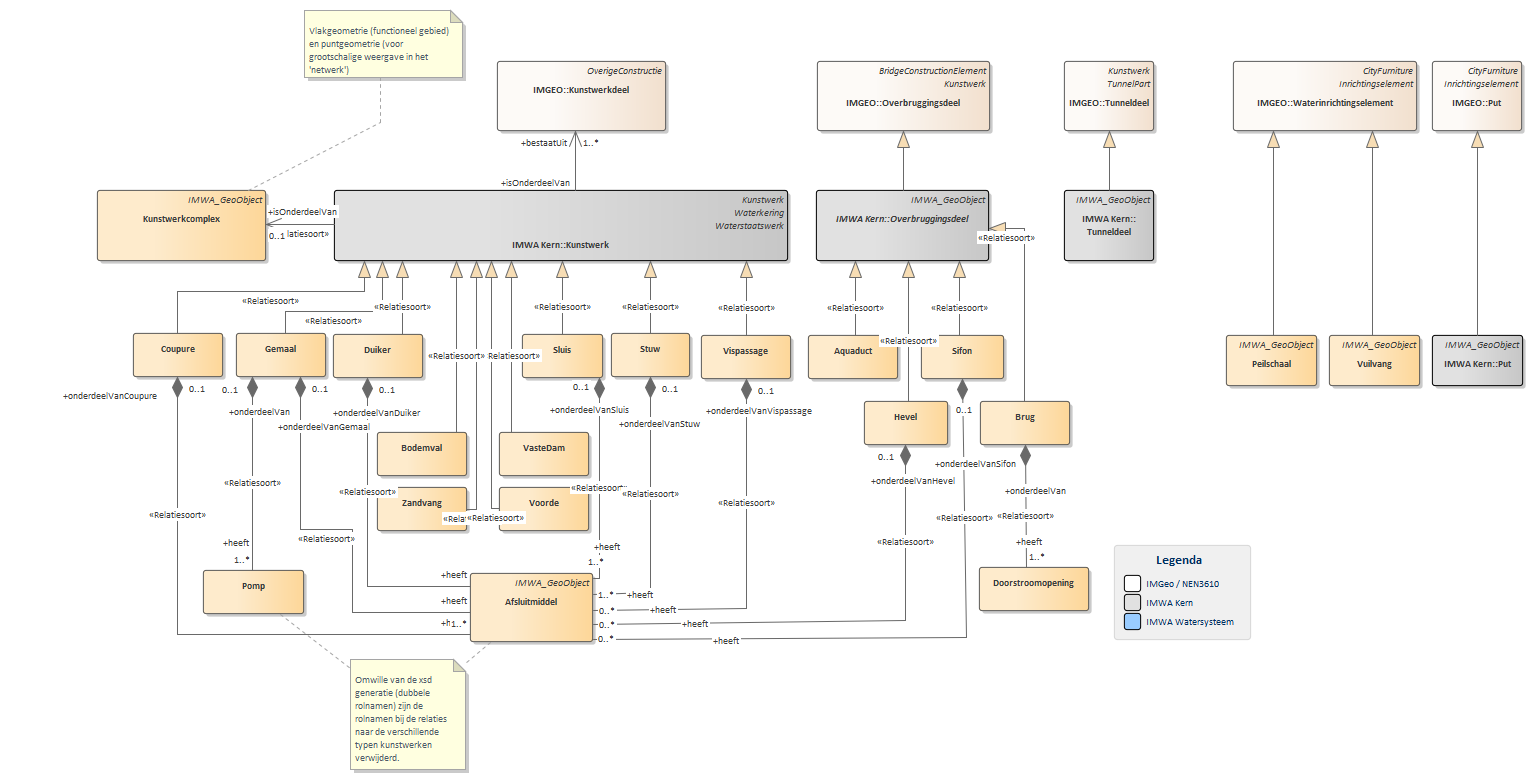 Vlakgeometrie (functioneel gebied)
en puntgeometrie (voor
grootschalige weergave in het
'netwerk')
OverigeConstructie
IMGEO::Kunstwerkdeel
BridgeConstructionElement
Kunstwerk
IMGEO::Overbruggingsdeel
Kunstwerk
TunnelPart
IMGEO::Tunneldeel
CityFurniture
Inrichtingselement
IMGEO::Waterinrichtingselement
CityFurniture
Inrichtingselement
IMGEO::Put
+bestaatUit
1..*
+isOnderdeelVan
IMWA_GeoObject
Kunstwerkcomplex
+isOnderdeelVan
0..1
latiesoort»
Kunstwerk
Waterkering
Waterstaatswerk
IMWA Kern::Kunstwerk
IMWA_GeoObject
IMWA Kern::Overbruggingsdeel
«Relatiesoort»
IMWA_GeoObject
IMWA Kern::
Tunneldeel
«Relatiesoort»
«Relatiesoort»
«Relatiesoort»
«Relatiesoort»
«Relatiesoort»
«Relatiesoort»
«Relatiesoort»
«Relatiesoort»
«Relatiesoort»
Coupure
Gemaal
Duiker
«Relatiesoort»
«Relatiesoort»
Sluis
Stuw
Vispassage
Aquaduct
«Relatiesoort»
Sifon
IMWA_GeoObject
Peilschaal
IMWA_GeoObject
Vuilvang
IMWA_GeoObject
IMWA Kern::Put
0..1
+onderdeelVanCoupure
0..1
+onderdeelVan
0..1
+onderdeelVanGemaal
0..1
+onderdeelVanDuiker
0..1
+onderdeelVanSluis
0..1
+onderdeelVanStuw
0..1
+onderdeelVanVispassage
Hevel
0..1
Brug
Bodemval
VasteDam
0..1
+onderdeelVanHevel
+onderdeelVanSifon
+onderdeelVan
«Relatiesoort»
«Relatiesoort»
Zandvang
Voorde
«Relatiesoort»
«Relatiesoort»
«Relatiesoort»
«Relatiesoort»
«Rela
«Relatiesoort»
«Relatiesoort»
«Relatiesoort»
«Relatiesoort»
«Relatiesoort»
+heeft
1..*
+heeft
1..*
+heeft
1..*
Pomp
+heeft
+heeft
+h
1..*
IMWA_GeoObject
Afsluitmiddel
1..*
+heeft
0..*
+heeft
0..*
+heeft
0..*
+heeft
Doorstroomopening
Legenda
IMGeo / NEN3610
IMWA Kern
IMWA Watersysteem
Omwille van de xsd
generatie (dubbele
rolnamen) zijn de
rolnamen bij de relaties
naar de verschillende
typen kunstwerken
verwijderd.